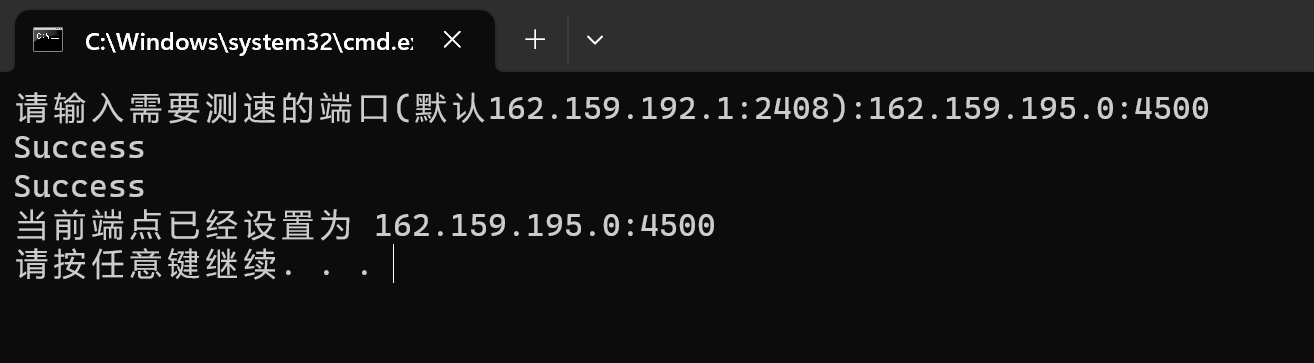 C:\Windows\system32\cmd.ex
请输入需要测速的端口(默认162.159.192.1:2408):162.159.195.0:4500
Success
Success
当前端点已经设置为 162.159.195.0:4500
请按任意键继续. . .